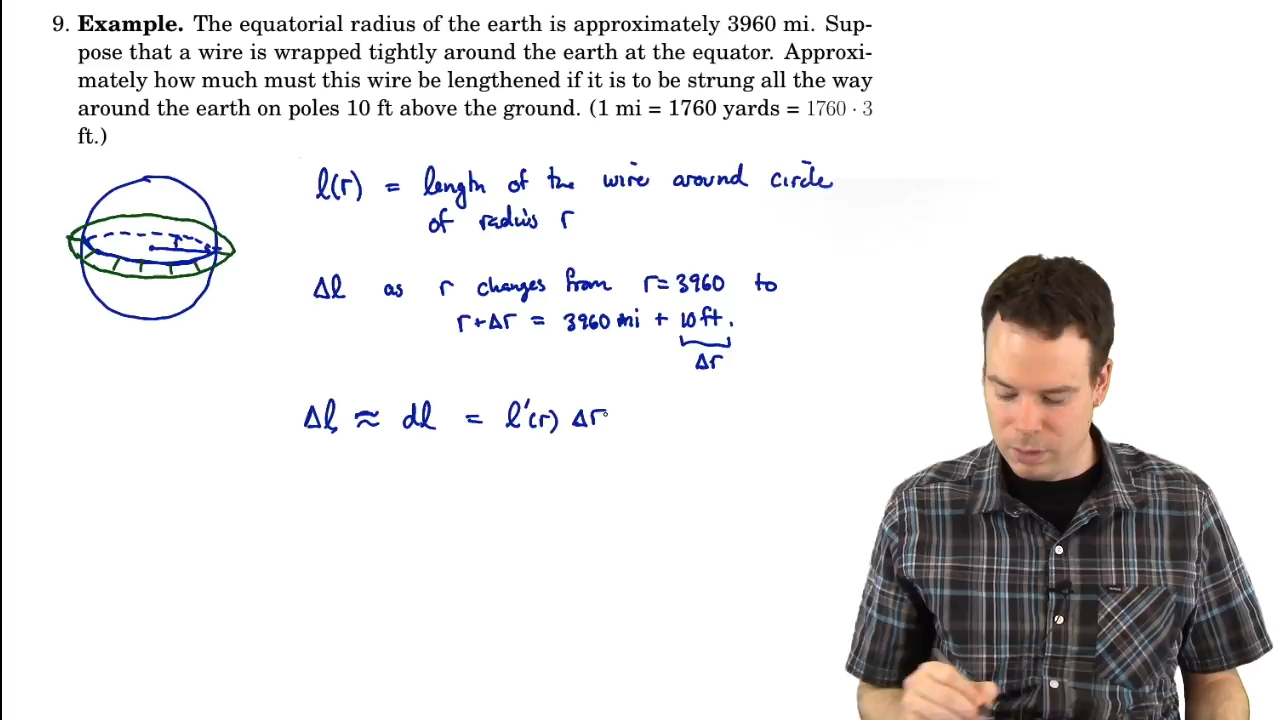 9. Example. The equatorial radius of the earth is approximately 3960 mi. Sup-
pose that a wire is wrapped tightly around the earth at the equator. Approxi-
mately how much must this wire be lengthened if it is to be strung all the way
around the earth on poles 10 ft above the ground. (1 mi = 1760 yards = 1760 · 3
ft.)
r
l(r) = length of the wire around circle
of radius r
Δl as r changes from r=3960 to
r+Δr = 3960 mi + 10 ft.
Δr
Δl ≈ dl = l'(r) Δr